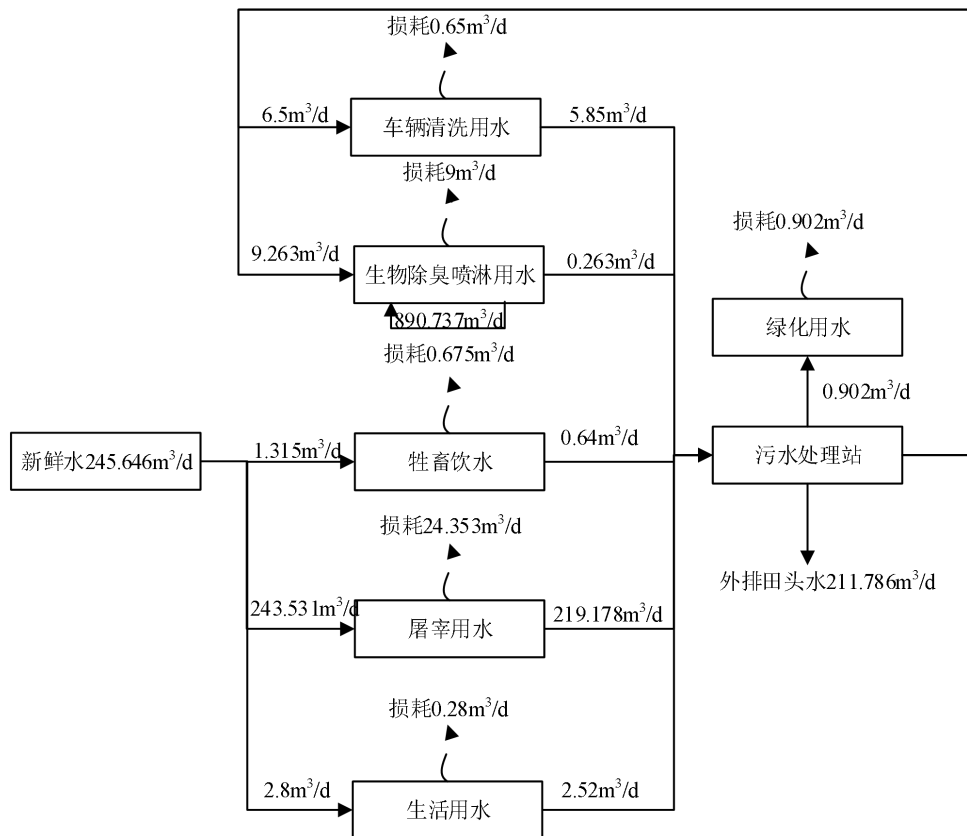 损耗0.65m³/d
6.5m³/d
车辆清洗用水
5.85m³/d
损耗9m³/d
9.263m³/d
生物除臭喷淋用水
0.263m³/d
890.737m³/d
损耗0.902m³/d
绿化用水
0.902m³/d
损耗0.675m³/d
新鲜水245.646m³/d
1.315m³/d
牲畜饮水
0.64m³/d
污水处理站
损耗24.353m³/d
外排田头水211.786m³/d
243.531m³/d
屠宰用水
219.178m³/d
损耗0.28m³/d
2.8m³/d
生活用水
2.52m³/d